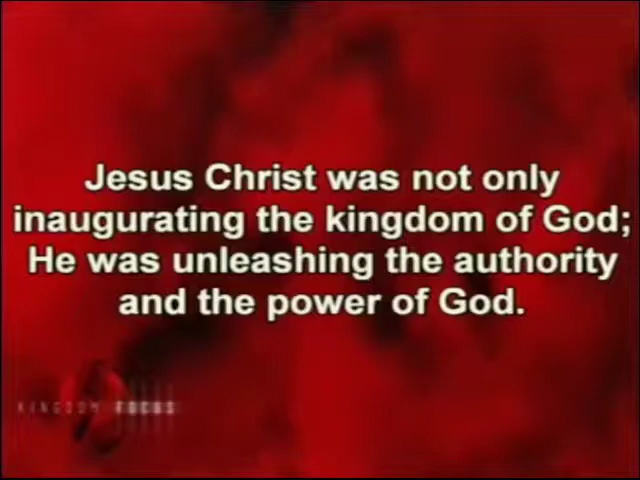 Jesus Christ was not only
inaugurating the kingdom of God;
He was unleashing the authority
and the power of God.
KINGDOM FOCUS